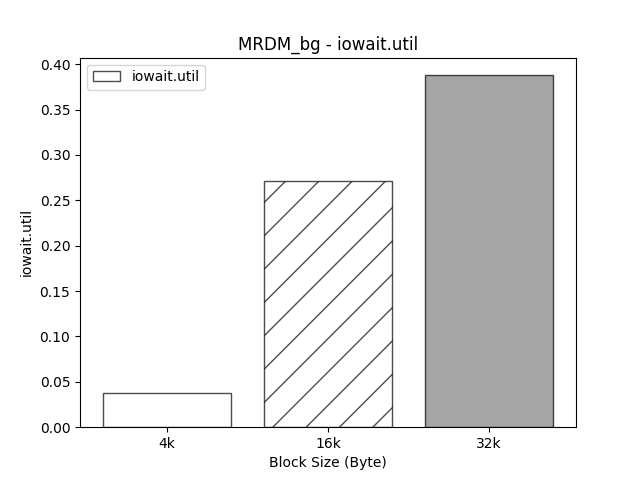 MRDM_bg - iowait.util
iowait.util
iowait.util
0.40
0.35
0.30
0.25
0.20
0.15
0.10
0.05
0.00
4k 16k 32k
Block Size (Byte)